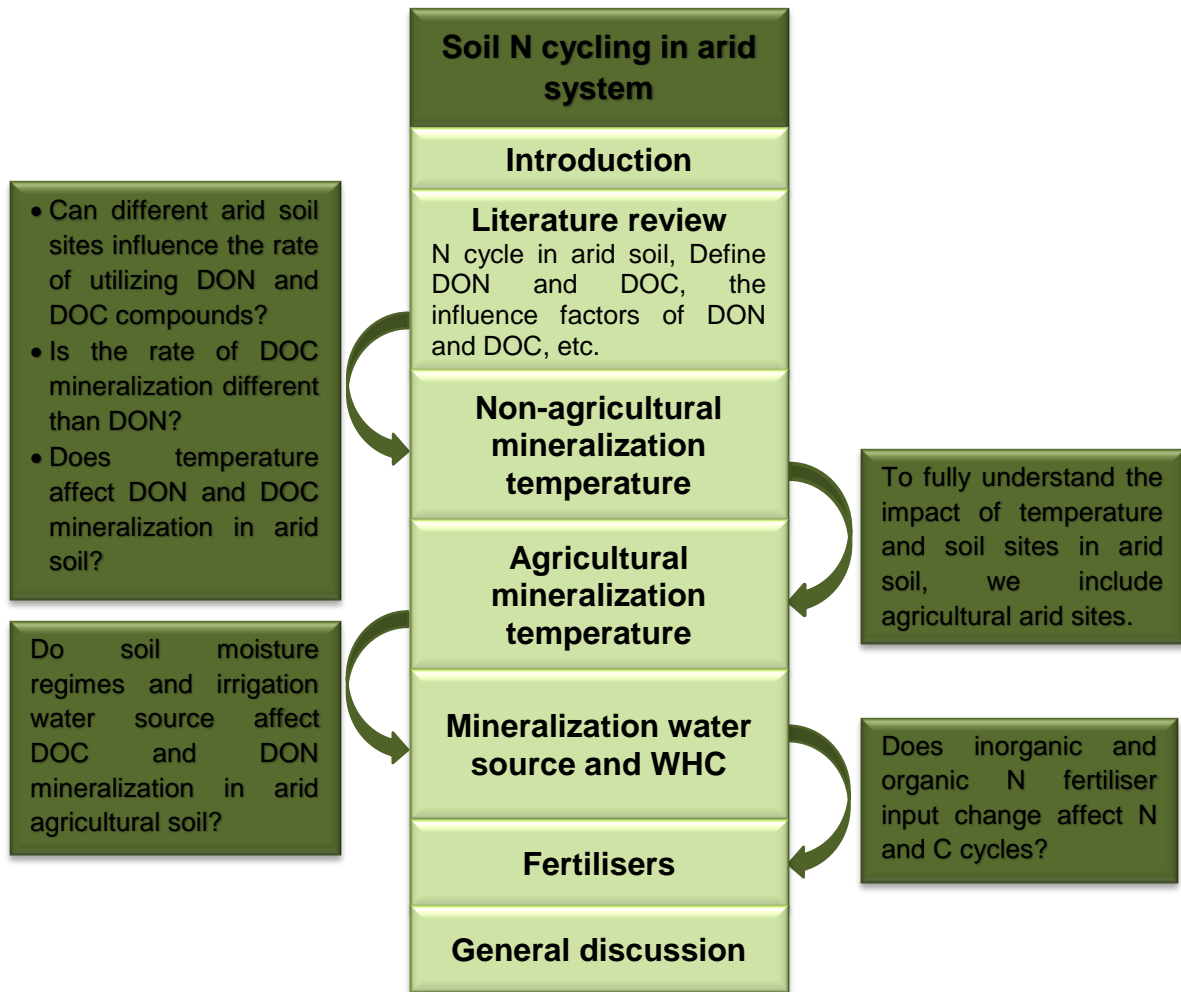 Soil N cycling in arid
system
Introduction
Literature review
N cycle in arid soil, Define
DON and DOC, the
influence factors of DON
and DOC, etc.
• Can different arid soil
sites influence the rate
of utilizing DON and
DOC compounds?
• Is the rate of DOC
mineralization different
than DON?
• Does temperature
affect DON and DOC
mineralization in arid
soil?
Non-agricultural
mineralization
temperature
To fully understand the
impact of temperature
and soil sites in arid
soil, we include
agricultural arid sites.
Agricultural
mineralization
temperature
Do soil moisture
regimes and irrigation
water source affect
DOC and DON
mineralization in arid
agricultural soil?
Mineralization water
source and WHC
Does inorganic and
organic N fertiliser
input change affect N
and C cycles?
Fertilisers
General discussion